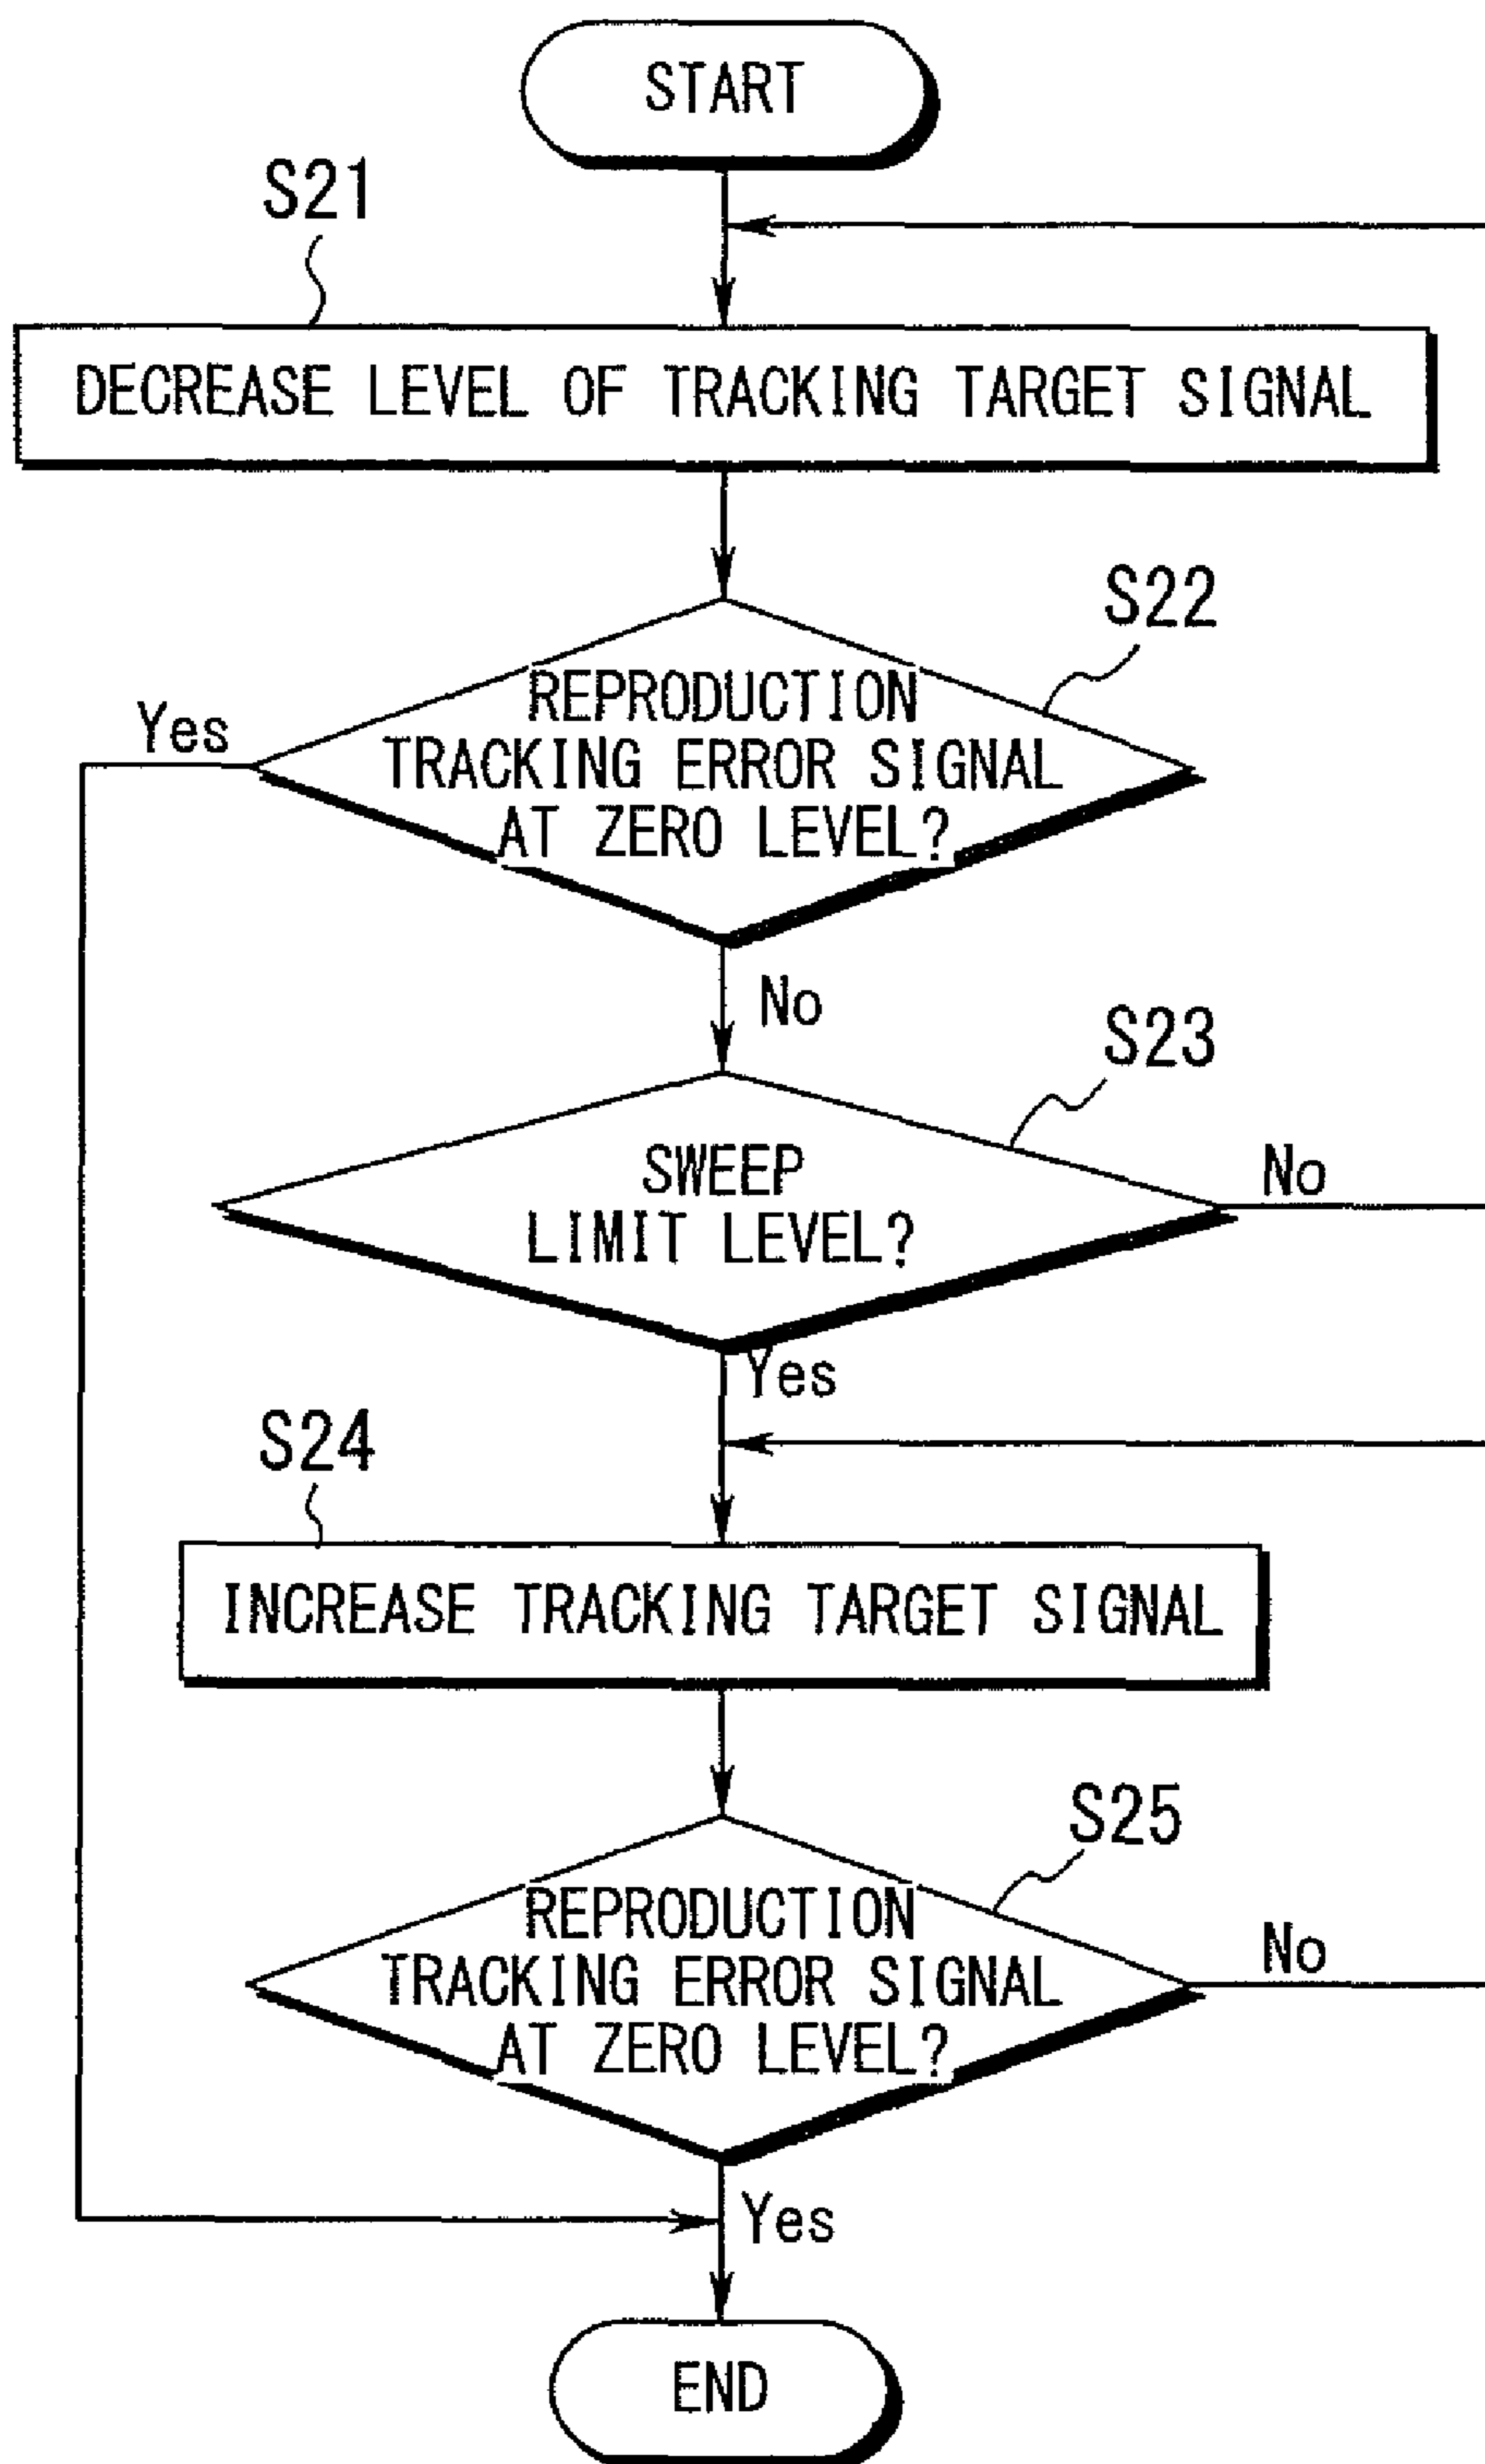 START
S21
DECREASE LEVEL OF TRACKING TARGET SIGNAL
S22
REPRODUCTION
TRACKING ERROR SIGNAL
AT ZERO LEVEL?
Yes
No
S23
SWEEP
LIMIT LEVEL?
No
Yes
S24
INCREASE TRACKING TARGET SIGNAL
S25
REPRODUCTION
TRACKING ERROR SIGNAL
AT ZERO LEVEL?
No
Yes
END